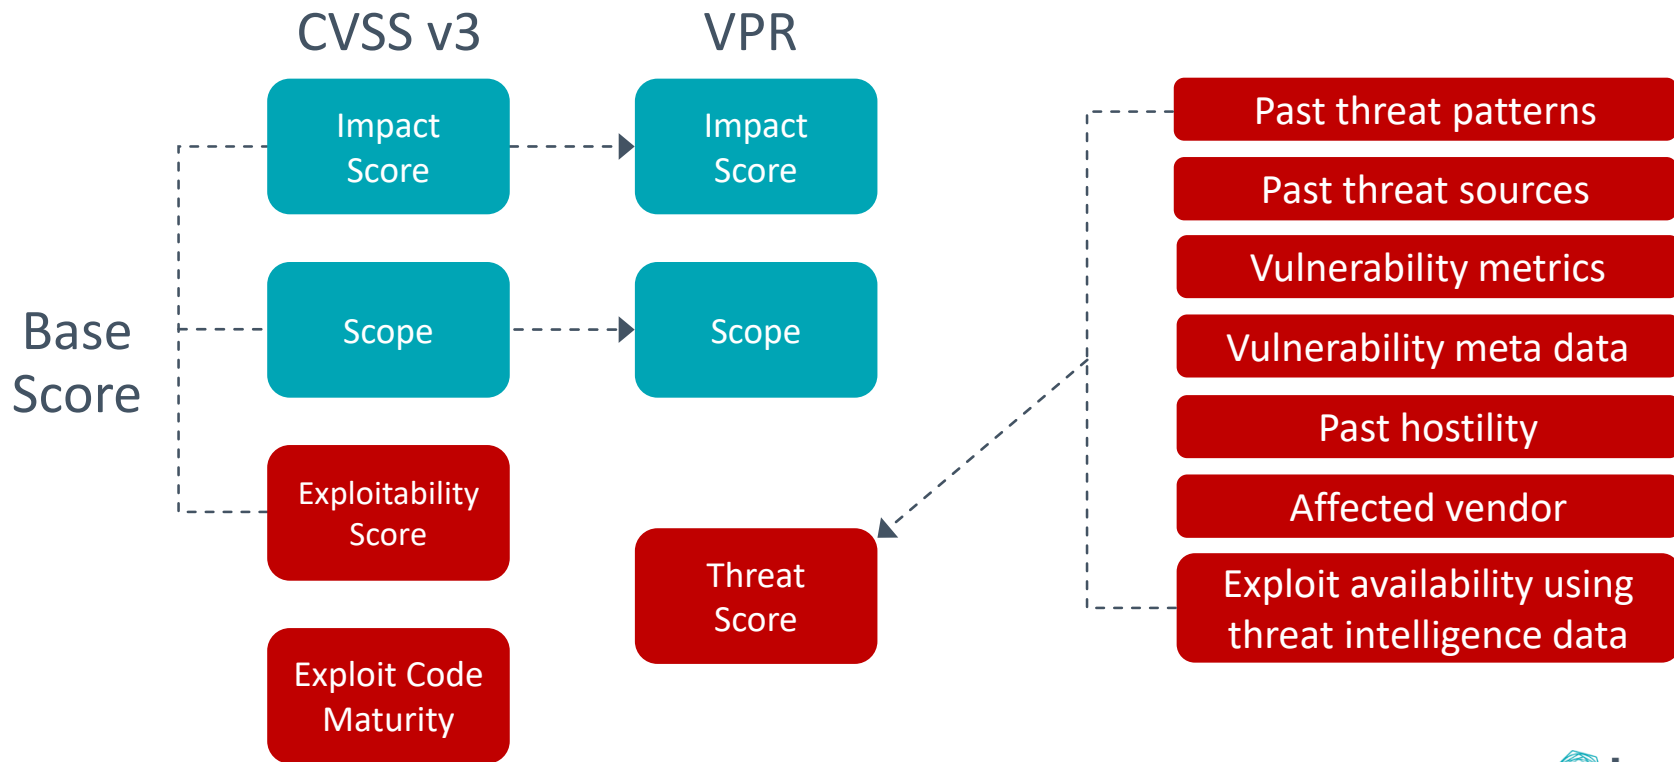 CVSS v3
VPR
Base
Score
Impact
Score
Scope
Exploitability
Score
Exploit Code
Maturity
Impact
Score
Scope
Threat
Score
Past threat patterns
Past threat sources
Vulnerability metrics
Vulnerability meta data
Past hostility
Affected vendor
Exploit availability using
threat intelligence data